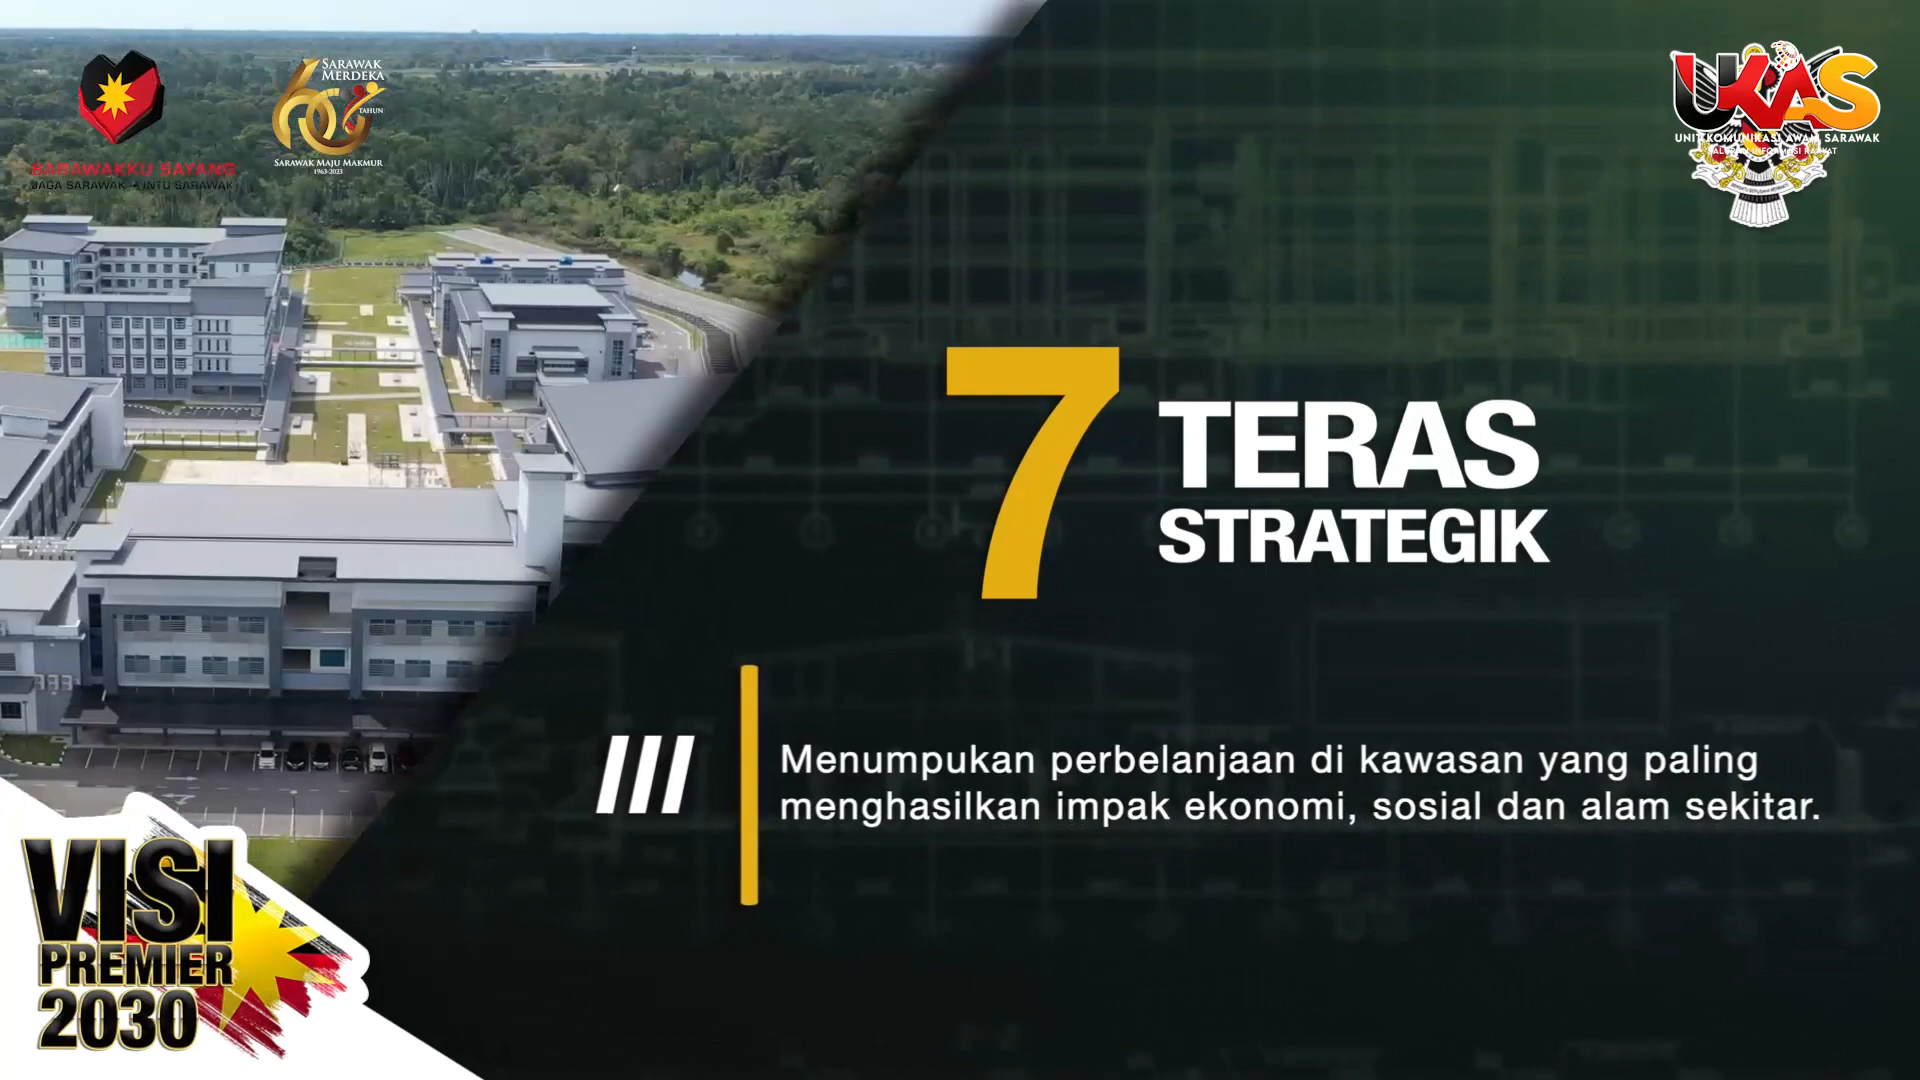 SARAWAKKU SAYANG
JAGA SARAWAK
SARAWAK
MERDEKA
60
TAHUN
SARAWAK MAJU MAKMUR
1963-2023
UKAS
UNIT KOMUNIKASI AWAM SARAWAK
7
TERAS
STRATEGIK
///
Menumpukan perbelanjaan di kawasan yang paling
menghasilkan impak ekonomi, sosial dan alam sekitar.
VISI
PREMIER
2030